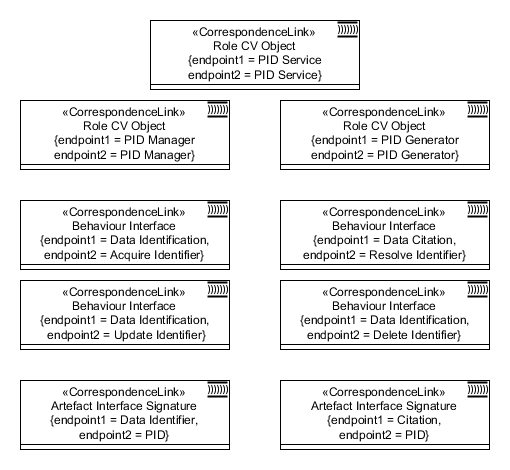 «CorrespondenceLink»
Role CV Object
{endpoint1 = PID Service
endpoint2 = PID Service}
«CorrespondenceLink»
Role CV Object
{endpoint1 = PID Manager
endpoint2 = PID Manager}
«CorrespondenceLink»
Role CV Object
{endpoint1 = PID Generator
endpoint2 = PID Generator}
«CorrespondenceLink»
Behaviour Interface
{endpoint1 = Data Identification,
endpoint2 = Acquire Identifier}
«CorrespondenceLink»
Behaviour Interface
{endpoint1 = Data Citation,
endpoint2 = Resolve Identifier}
«CorrespondenceLink»
Behaviour Interface
{endpoint1 = Data Identification,
endpoint2 = Update Identifier}
«CorrespondenceLink»
Behaviour Interface
{endpoint1 = Data Identification,
endpoint2 = Delete Identifier}
«CorrespondenceLink»
Artefact Interface Signature
{endpoint1 = Data Identifier,
endpoint2 = PID}
«CorrespondenceLink»
Artefact Interface Signature
{endpoint1 = Citation,
endpoint2 = PID}